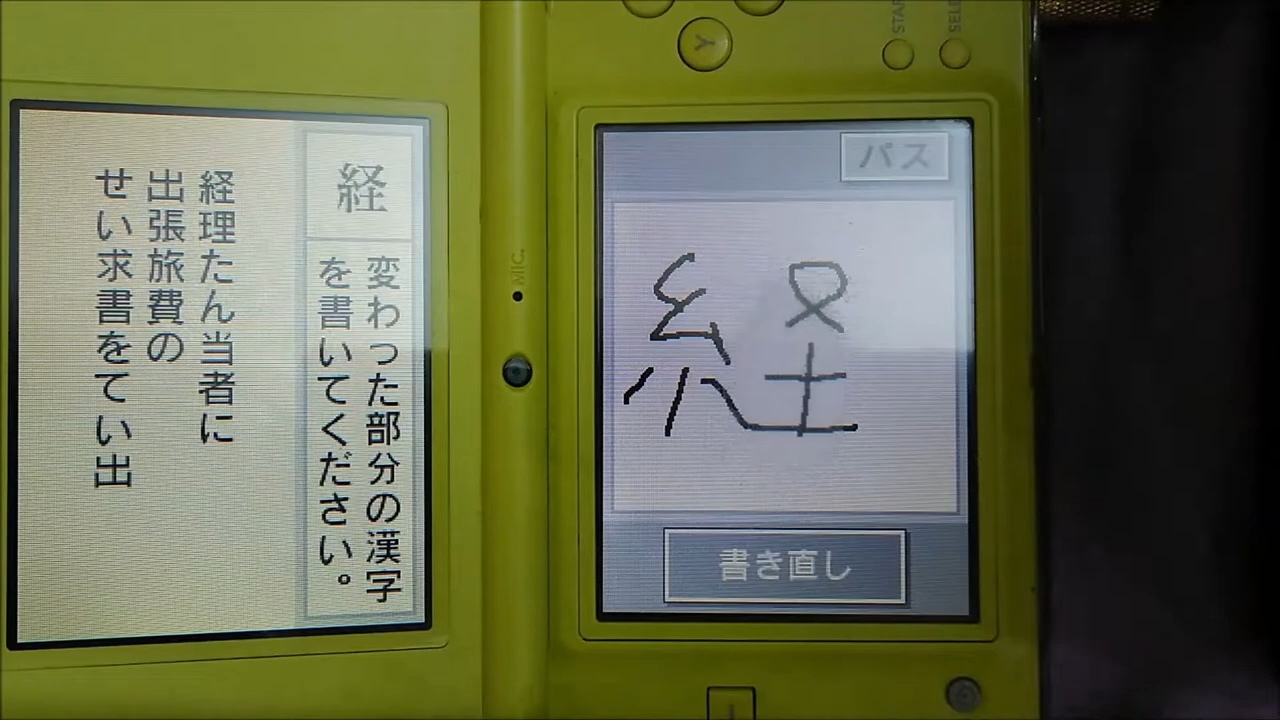 経
変わった部分の漢字
を書いてください。
経理たん当者に
出張旅費の
せい求書をてい出
MIC.
Y
STAR
SELE
パス
経
書き直し